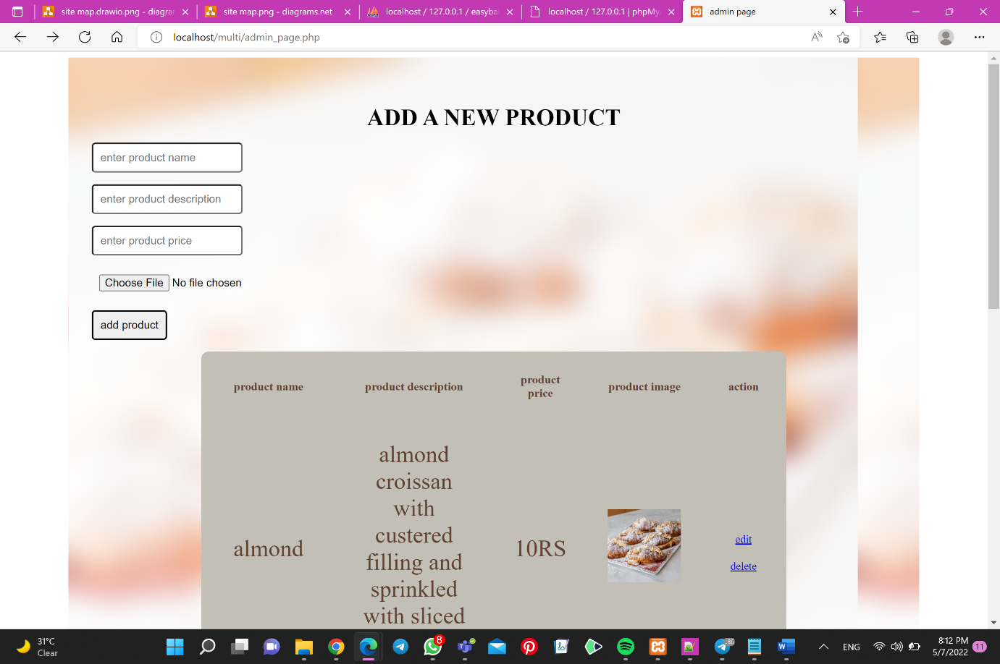 site map.drawio.png - diagrar
site map.png - diagrams.net
localhost / 127.0.0.1 / easybal
localhost / 127.0.0.1 | phpMy
admin page
localhost/multi/admin_page.php
ADD A NEW PRODUCT
enter product name
enter product description
enter product price
Choose File No file chosen
add product
product name product description product price product image action
almond
almond
croissan
with
custered
filling and
sprinkled
with sliced
10RS
edit
delete
31°C
Clear
8
86
ENG
8:12 PM
5/7/2022
11